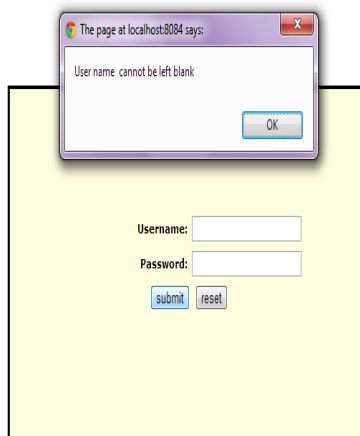 The page at localhost:8084 says:
User name cannot be left blank
OK
Username:
Password:
submit reset